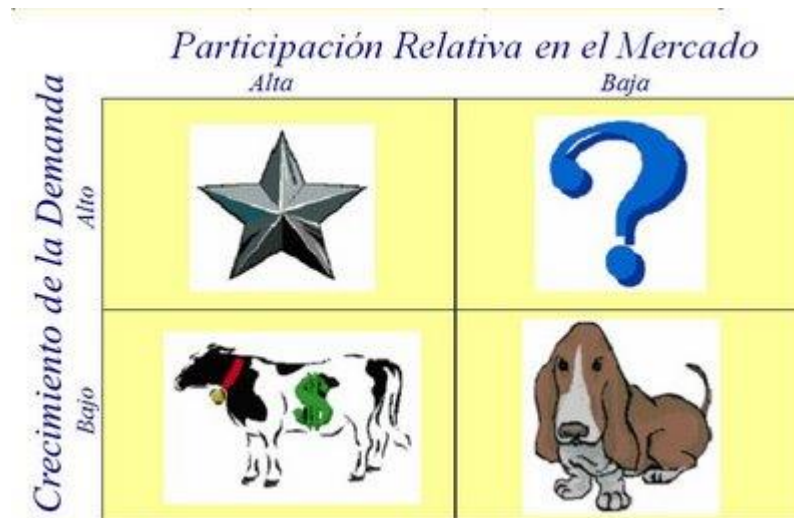 Participación Relativa en el Mercado
Alta Baja
Crecimiento de la Demanda
Alto
Bajo
$